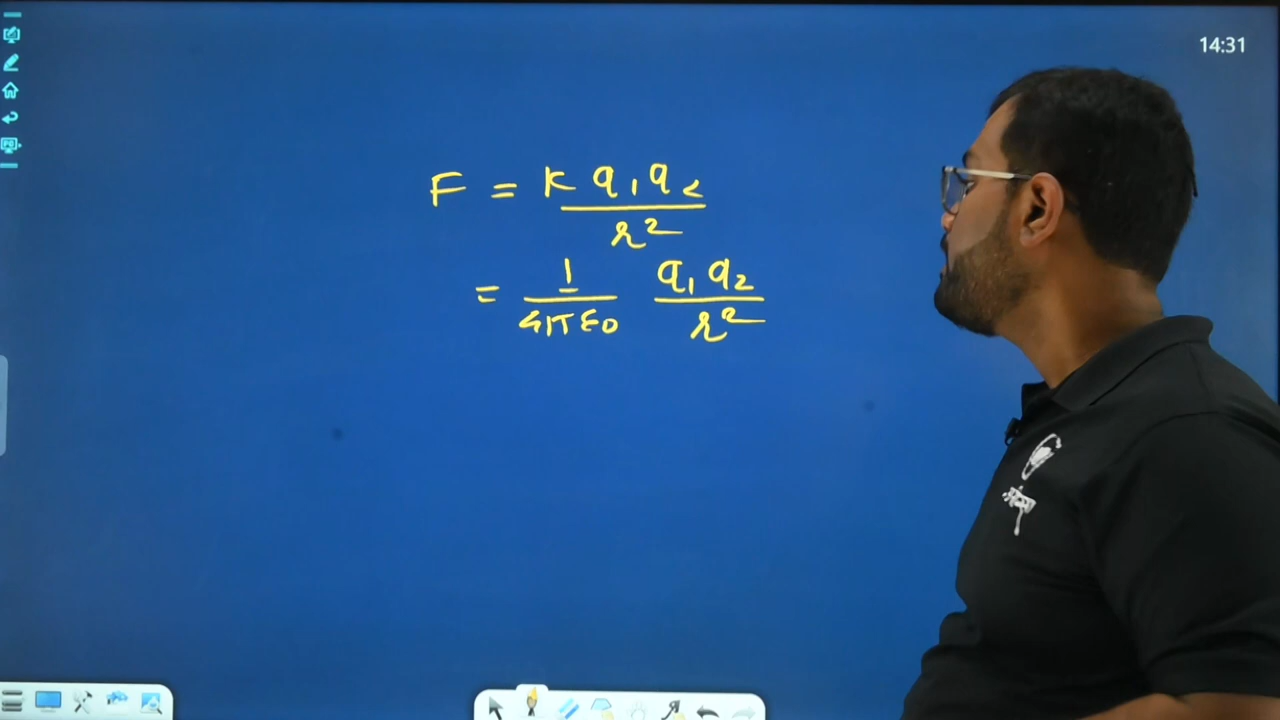 14:31
F = K q₁q₂ / r²
= 1 / 4πε₀ q₁q₂ / r²